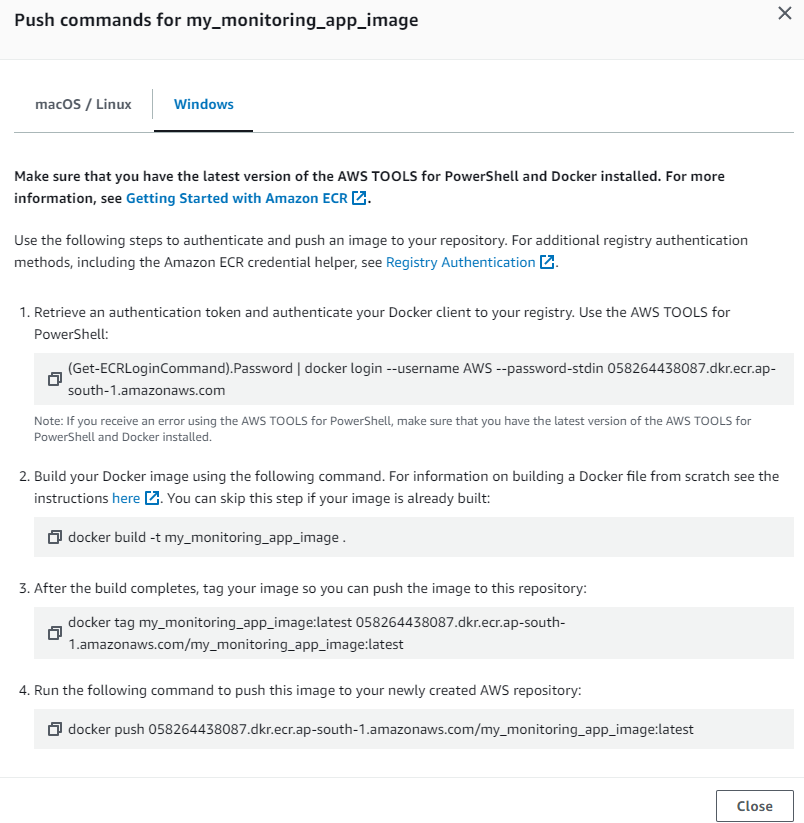 Push commands for my_monitoring_app_image
macOS / Linux
Windows
Make sure that you have the latest version of the AWS TOOLS for PowerShell and Docker installed. For more
information, see Getting Started with Amazon ECR.
Use the following steps to authenticate and push an image to your repository. For additional registry authentication
methods, including the Amazon ECR credential helper, see Registry Authentication.
1. Retrieve an authentication token and authenticate your Docker client to your registry. Use the AWS TOOLS for
PowerShell:
(Get-ECRLoginCommand).Password | docker login --username AWS --password-stdin 058264438087.dkr.ecr.ap-
south-1.amazonaws.com
Note: If you receive an error using the AWS TOOLS for PowerShell, make sure that you have the latest version of the AWS TOOLS for
PowerShell and Docker installed.
2. Build your Docker image using the following command. For information on building a Docker file from scratch see the
instructions here. You can skip this step if your image is already built:
docker build -t my_monitoring_app_image .
3. After the build completes, tag your image so you can push the image to this repository:
docker tag my_monitoring_app_image:latest 058264438087.dkr.ecr.ap-south-
1.amazonaws.com/my_monitoring_app_image:latest
4. Run the following command to push this image to your newly created AWS repository:
docker push 058264438087.dkr.ecr.ap-south-1.amazonaws.com/my_monitoring_app_image:latest
Close